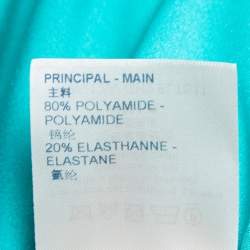 PRINCIPAL - MAIN
主料
80% POLYAMIDE -
POLYAMIDE
锦纶
20% ELASTHANNE -
ELASTANE
氨纶